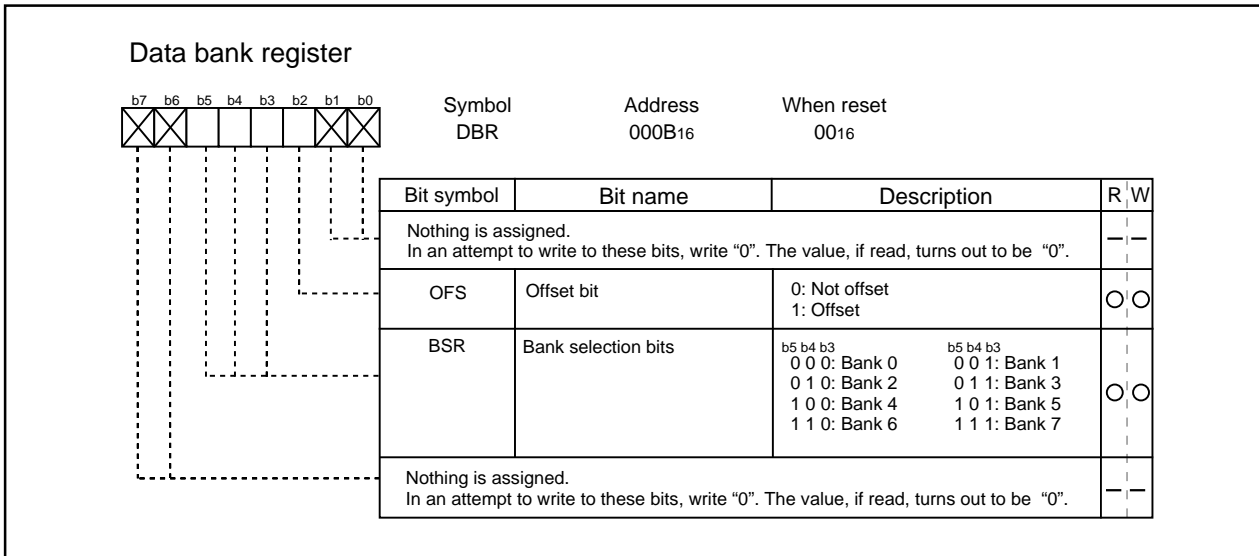 Data bank register
b7 b6 b5 b4 b3 b2 b1 b0
Symbol Address When reset
DBR 000B16 0016
Bit symbol Bit name Description R W
Nothing is assigned.
In an attempt to write to these bits, write “0”. The value, if read, turns out to be “0”.
OFS Offset bit 0: Not offset
1: Offset
BSR Bank selection bits b5 b4 b3 b5 b4 b3
0 0 0: Bank 0 0 0 1: Bank 1
0 1 0: Bank 2 0 1 1: Bank 3
1 0 0: Bank 4 1 0 1: Bank 5
1 1 0: Bank 6 1 1 1: Bank 7
Nothing is assigned.
In an attempt to write to these bits, write “0”. The value, if read, turns out to be “0”.